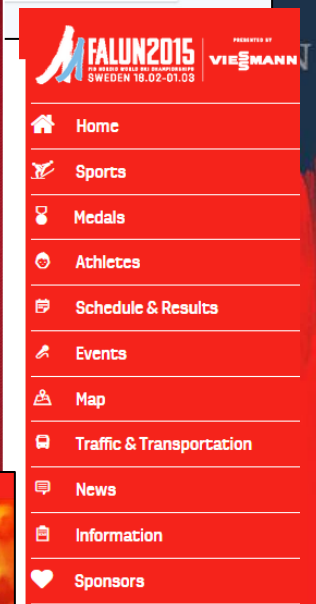 FALUN2015
FIS NORDIC WORLD SKI CHAMPIONSHIPS
SWEDEN 18.02-01.03
PRESENTED BY
VIESSMANN
Home
Sports
Medals
Athletes
Schedule & Results
Events
Map
Traffic & Transportation
News
Information
Sponsors